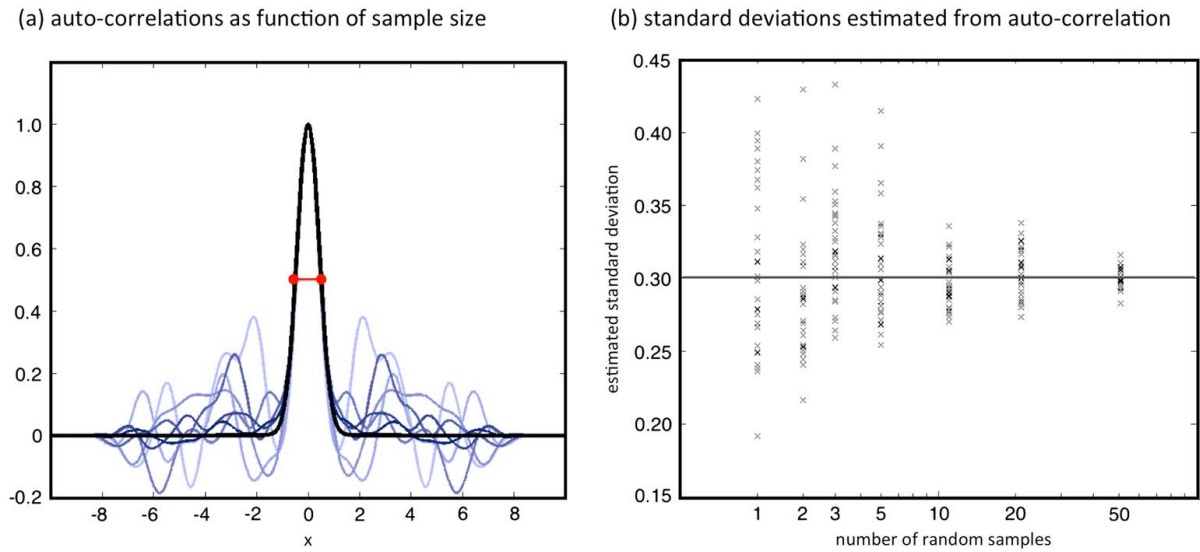 (a) auto-correlations as function of sample size
1.0
0.8
0.6
0.4
0.2
0
-0.2
-8 -6 -4 -2 0 2 4 6 8
x
(b) standard deviations estimated from auto-correlation
estimated standard deviation
0.45
0.40
0.35
0.30
0.25
0.20
0.15
1 2 3 5 10 20 50
number of random samples